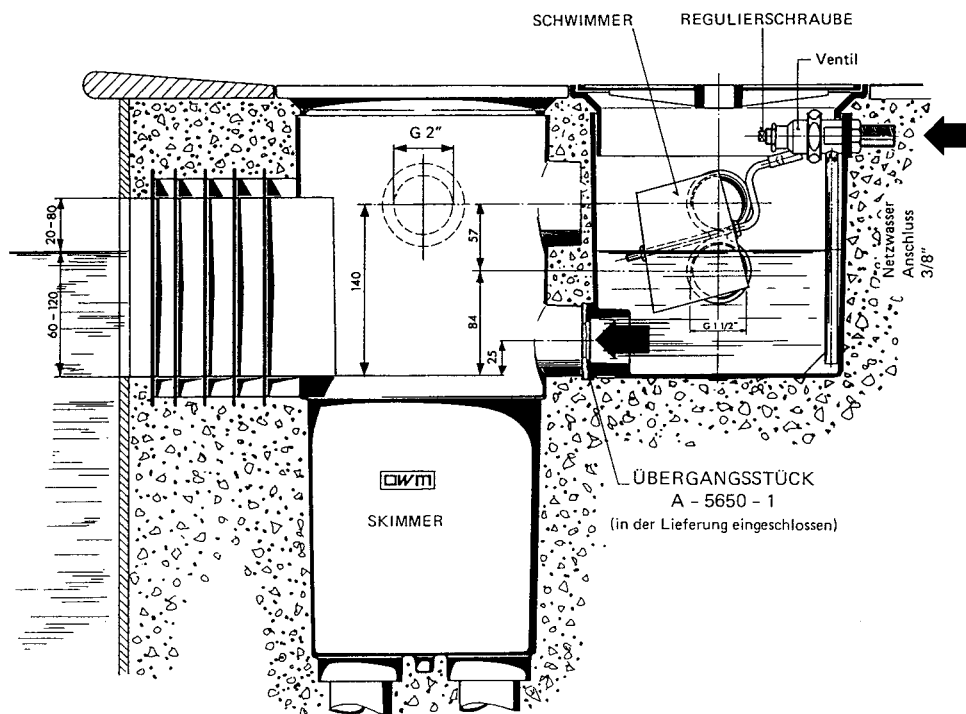 SCHWIMMER
REGULIERSCHRAUBE
Ventil
G 2"
20-80
60-120
140
57
84
25
G 1 1/2"
Netzwasser
Anschluss
3/8"
ÜBERGANGSSTÜCK
A - 5650 - 1
(in der Lieferung eingeschlossen)
OWM
SKIMMER